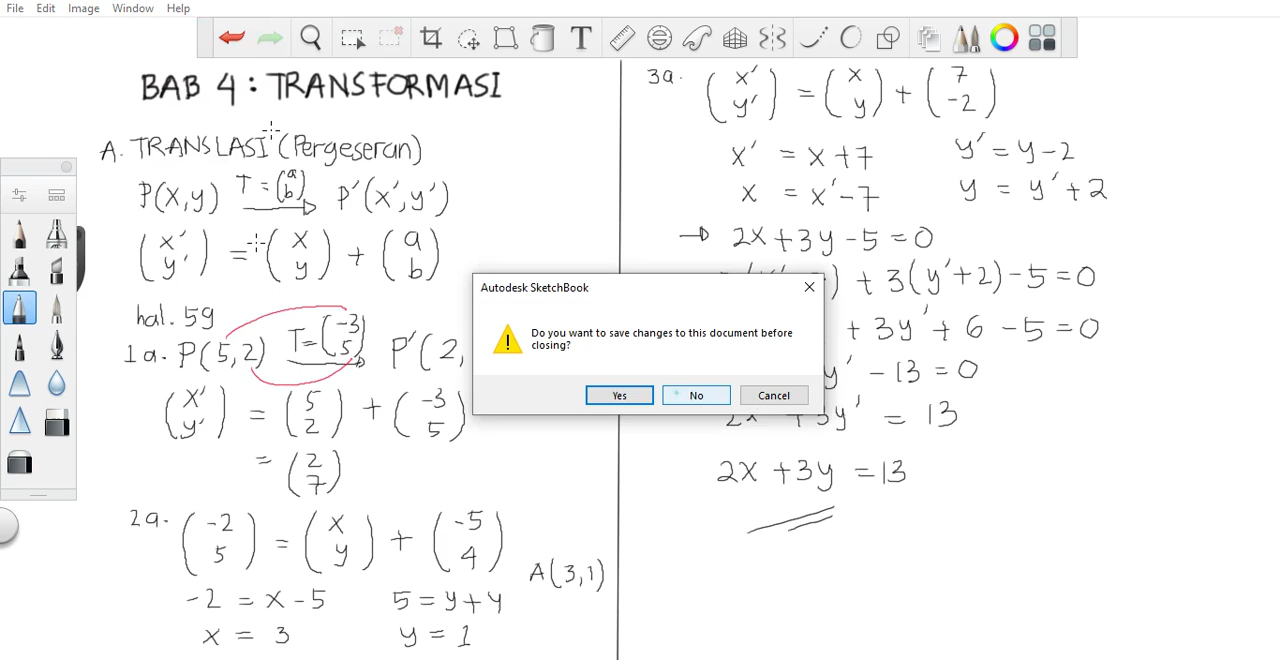 File Edit Image Window Help
BAB 4 : TRANSFORMASI
A. TRANSLASI (Pergeseran)
P(x,y) T = (a b) P'(x',y')
(x' y') = (x y) + (a b)
hal. 59
1a. P(5,2) T = (-3 5) P'(2,
(x' y') = (5 2) + (-3 5)
= (2 7)
2a. (-2 5) = (x y) + (-5 4)
A(3,1)
-2 = x - 5 5 = y + 4
x = 3 y = 1
3a. (x' y') = (x y) + (7 -2)
x' = x + 7 y' = y - 2
x = x' - 7 y = y' + 2
→ 2x + 3y - 5 = 0
) + 3(y' + 2) - 5 = 0
+ 3y' + 6 - 5 = 0
y' - 13 = 0
2x + 3y' = 13
2x + 3y = 13
Autodesk SketchBook
Do you want to save changes to this document before
closing?
Yes No Cancel